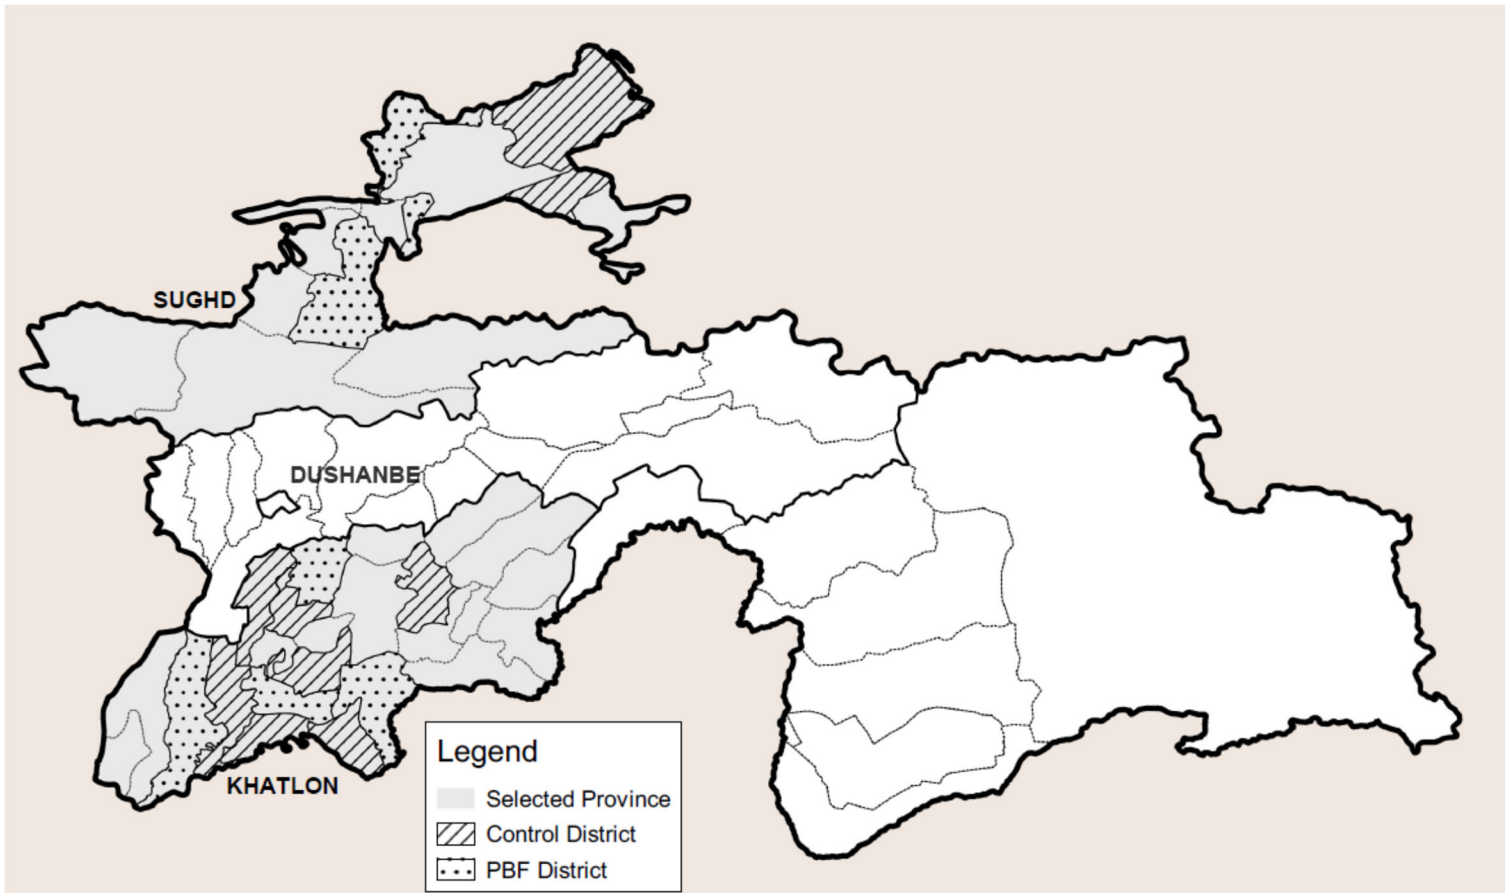 SUGHD
DUSHANBE
KHATLON
Legend
Selected Province
Control District
PBF District